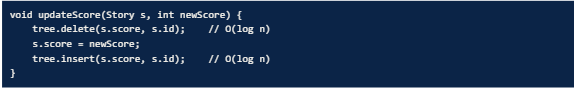 void updateScore(Story s, int newScore) {
    tree.delete(s.score, s.id);    // O(log n)
    s.score = newScore;
    tree.insert(s.score, s.id);    // O(log n)
}